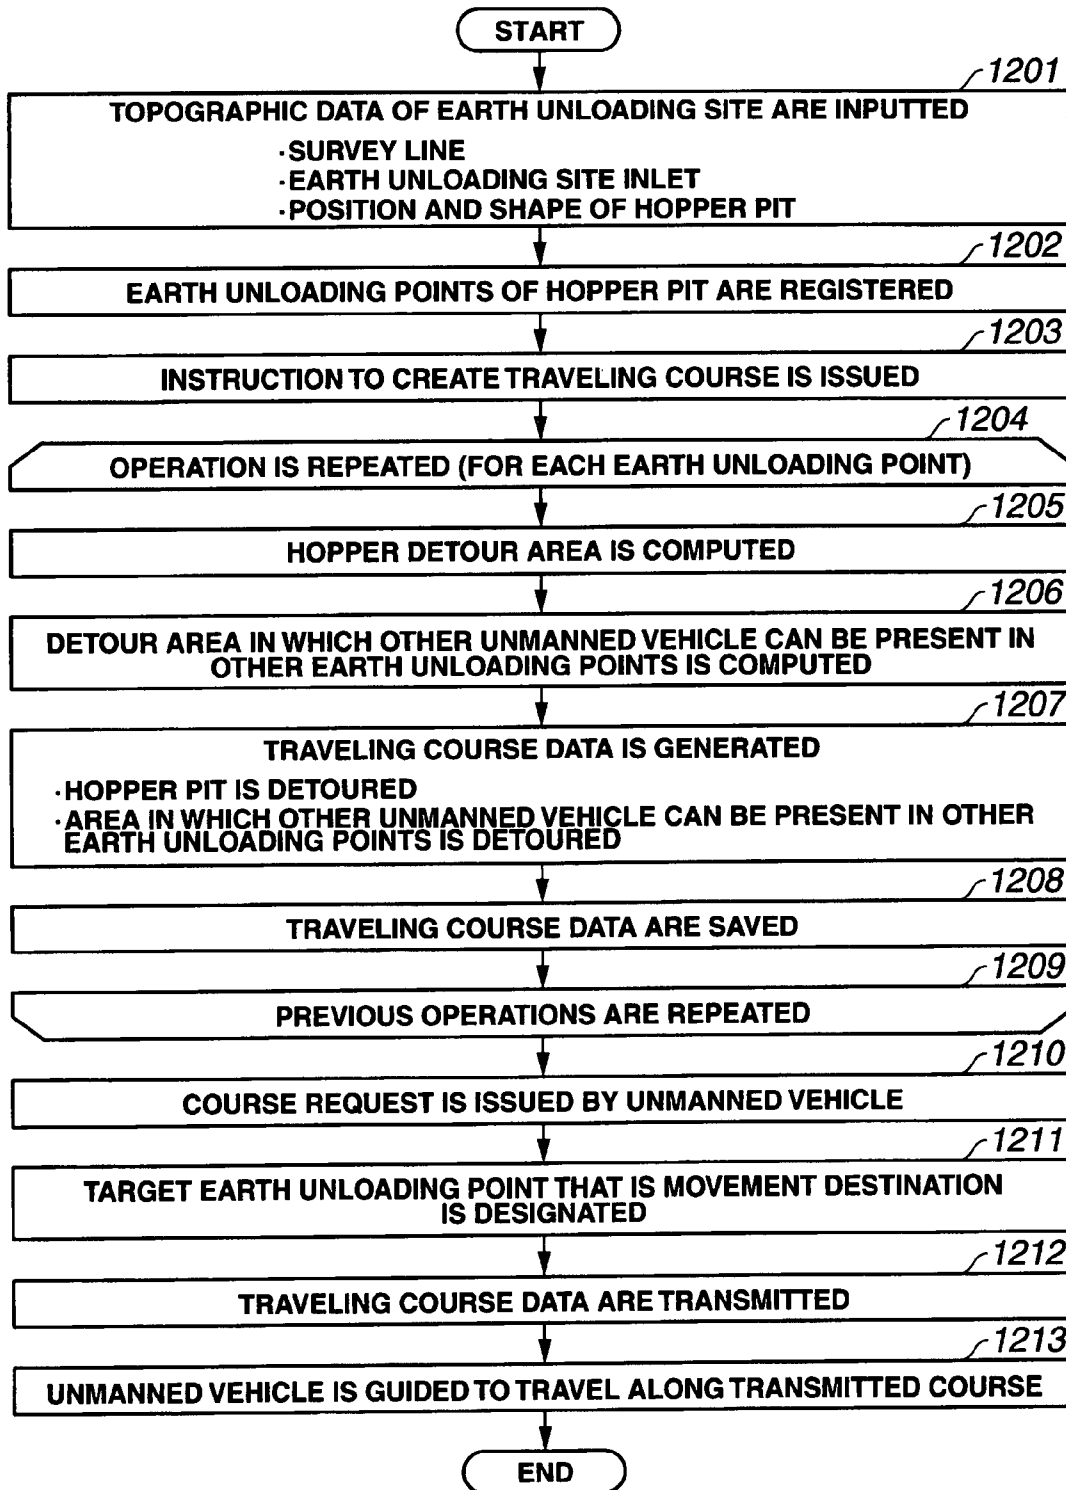 START
1201
TOPOGRAPHIC DATA OF EARTH UNLOADING SITE ARE INPUTTED
·SURVEY LINE
·EARTH UNLOADING SITE INLET
·POSITION AND SHAPE OF HOPPER PIT
1202
EARTH UNLOADING POINTS OF HOPPER PIT ARE REGISTERED
1203
INSTRUCTION TO CREATE TRAVELING COURSE IS ISSUED
1204
OPERATION IS REPEATED (FOR EACH EARTH UNLOADING POINT)
1205
HOPPER DETOUR AREA IS COMPUTED
1206
DETOUR AREA IN WHICH OTHER UNMANNED VEHICLE CAN BE PRESENT IN
OTHER EARTH UNLOADING POINTS IS COMPUTED
1207
TRAVELING COURSE DATA IS GENERATED
·HOPPER PIT IS DETOURED
·AREA IN WHICH OTHER UNMANNED VEHICLE CAN BE PRESENT IN OTHER
EARTH UNLOADING POINTS IS DETOURED
1208
TRAVELING COURSE DATA ARE SAVED
1209
PREVIOUS OPERATIONS ARE REPEATED
1210
COURSE REQUEST IS ISSUED BY UNMANNED VEHICLE
1211
TARGET EARTH UNLOADING POINT THAT IS MOVEMENT DESTINATION
IS DESIGNATED
1212
TRAVELING COURSE DATA ARE TRANSMITTED
1213
UNMANNED VEHICLE IS GUIDED TO TRAVEL ALONG TRANSMITTED COURSE
END